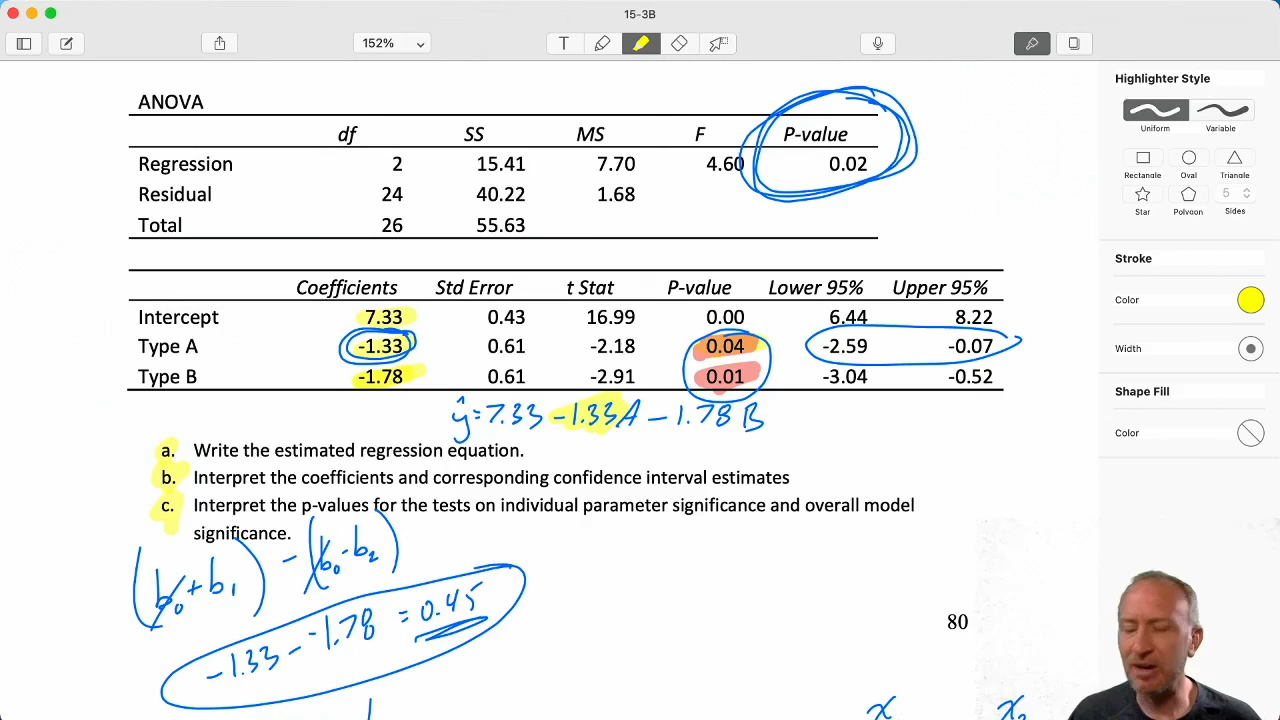 15-3B
152%
T
ANOVA
df SS MS F P-value
Regression 2 15.41 7.70 4.60 0.02
Residual 24 40.22 1.68
Total 26 55.63
Coefficients Std Error t Stat P-value Lower 95% Upper 95%
Intercept 7.33 0.43 16.99 0.00 6.44 8.22
Type A -1.33 0.61 -2.18 0.04 -2.59 -0.07
Type B -1.78 0.61 -2.91 0.01 -3.04 -0.52
ŷ = 7.33 - 1.33A - 1.78 B
a. Write the estimated regression equation.
b. Interpret the coefficients and corresponding confidence interval estimates
c. Interpret the p-values for the tests on individual parameter significance and overall model
significance.
(b₀ + b₁) - (b₀ - b₂)
-1.33 - -1.78 = 0.45
80
x x₂
Highlighter Style
Uniform Variable
Rectangle Oval Triangle
5
Star Polygon Sides
Stroke
Color
Width
Shape Fill
Color